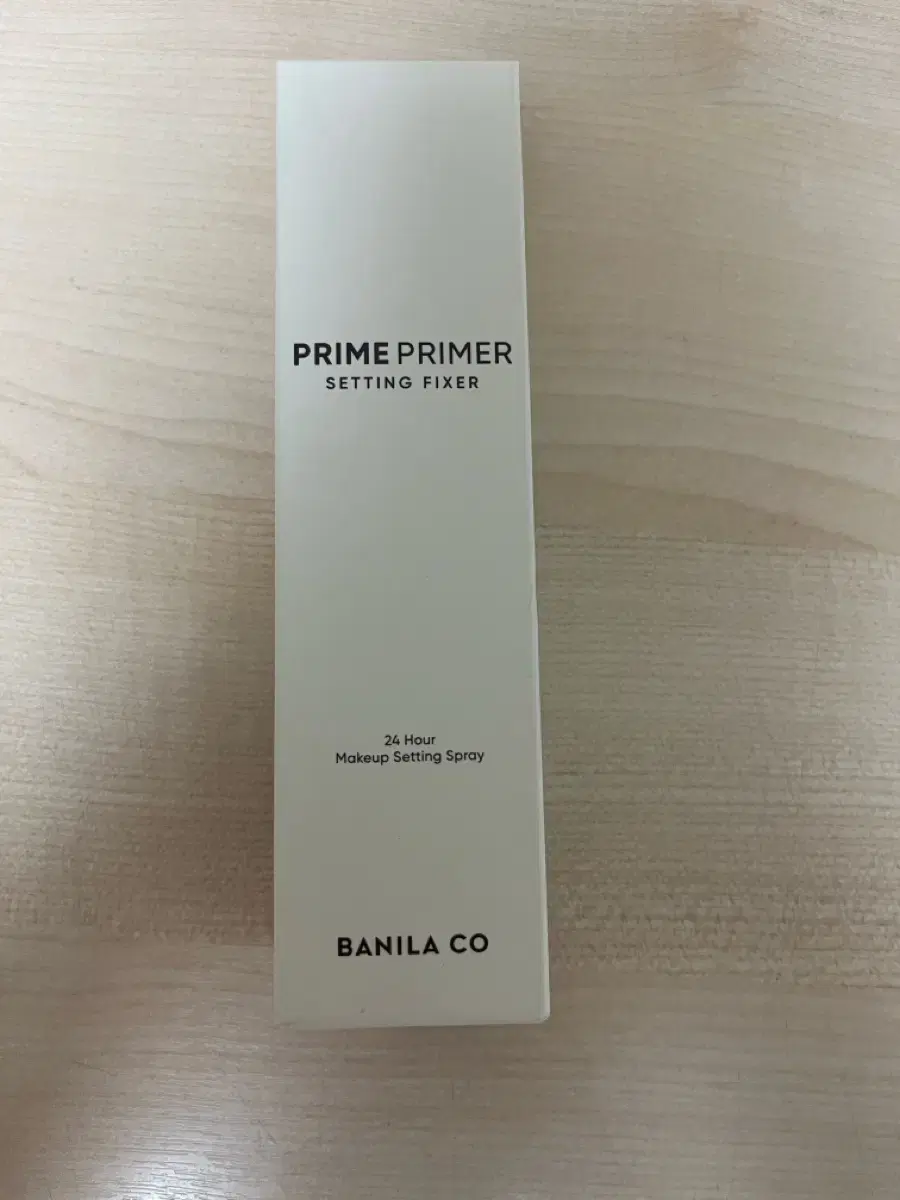 PRIME PRIMER
SETTING FIXER
24 Hour
Makeup Setting Spray
BANILA CO